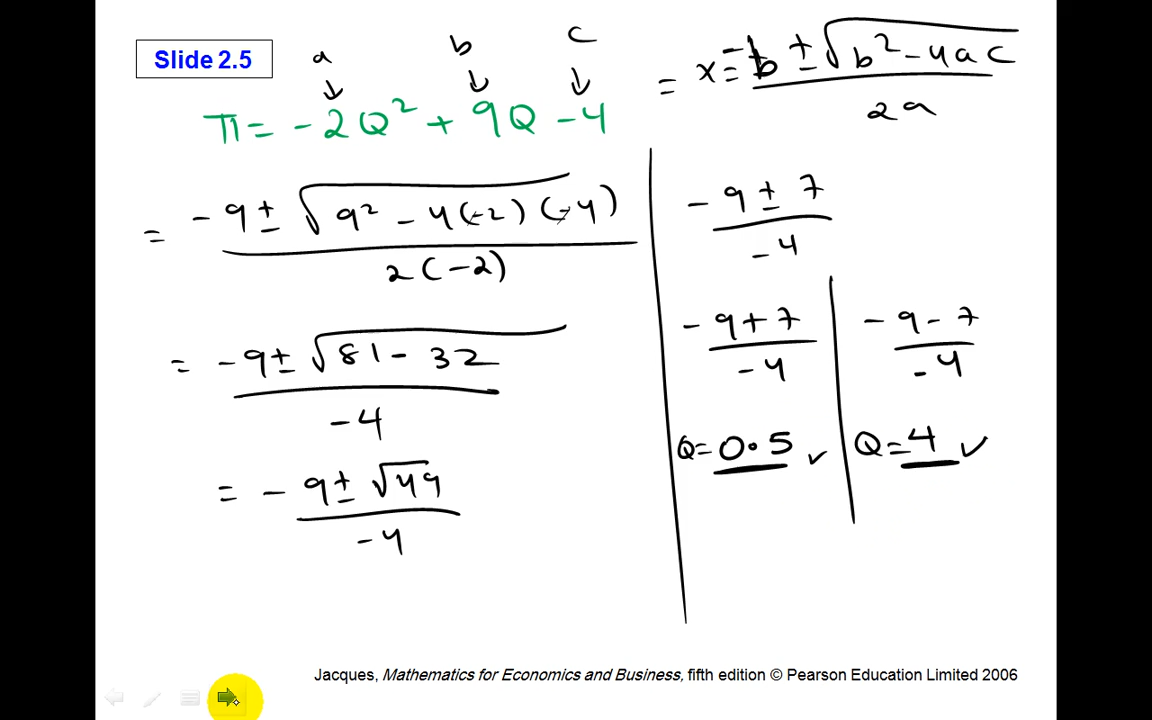 Slide 2.5
a b c
π = -2Q² + 9Q - 4
= x = -b ± √b² - 4ac / 2a
= -9 ± √9² - 4(-2)(-4) / 2(-2)
= -9 ± √81 - 32 / -4
= -9 ± √49 / -4
-9 ± 7 / -4
-9 + 7 / -4
Q = 0.5 ✓
-9 - 7 / -4
Q = 4 ✓
Jacques, Mathematics for Economics and Business, fifth edition © Pearson Education Limited 2006